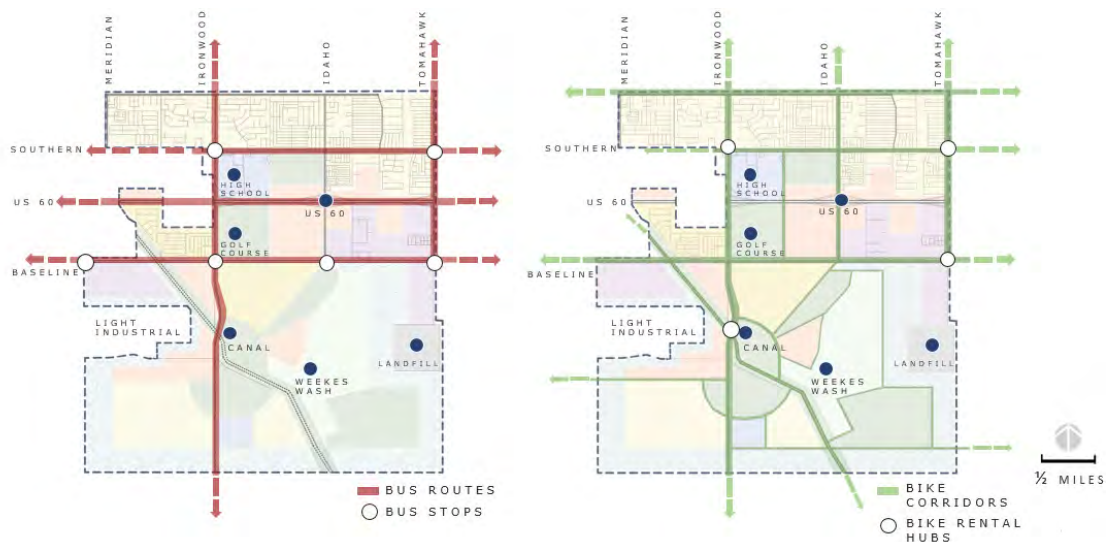 MERIDIAN
IRONWOOD
IDAHO
TOMAHAWK
SOUTHERN
HIGH
SCHOOL
US 60
US 60
GOLF
COURSE
BASELINE
LIGHT
INDUSTRIAL
CANAL
LANDFILL
WEEKES
WASH
BUS ROUTES
BUS STOPS
MERIDIAN
IRONWOOD
IDAHO
TOMAHAWK
SOUTHERN
HIGH
SCHOOL
US 60
US 60
GOLF
COURSE
BASELINE
LIGHT
INDUSTRIAL
CANAL
LANDFILL
WEEKES
WASH
BIKE
CORRIDORS
BIKE RENTAL
HUBS
½ MILES